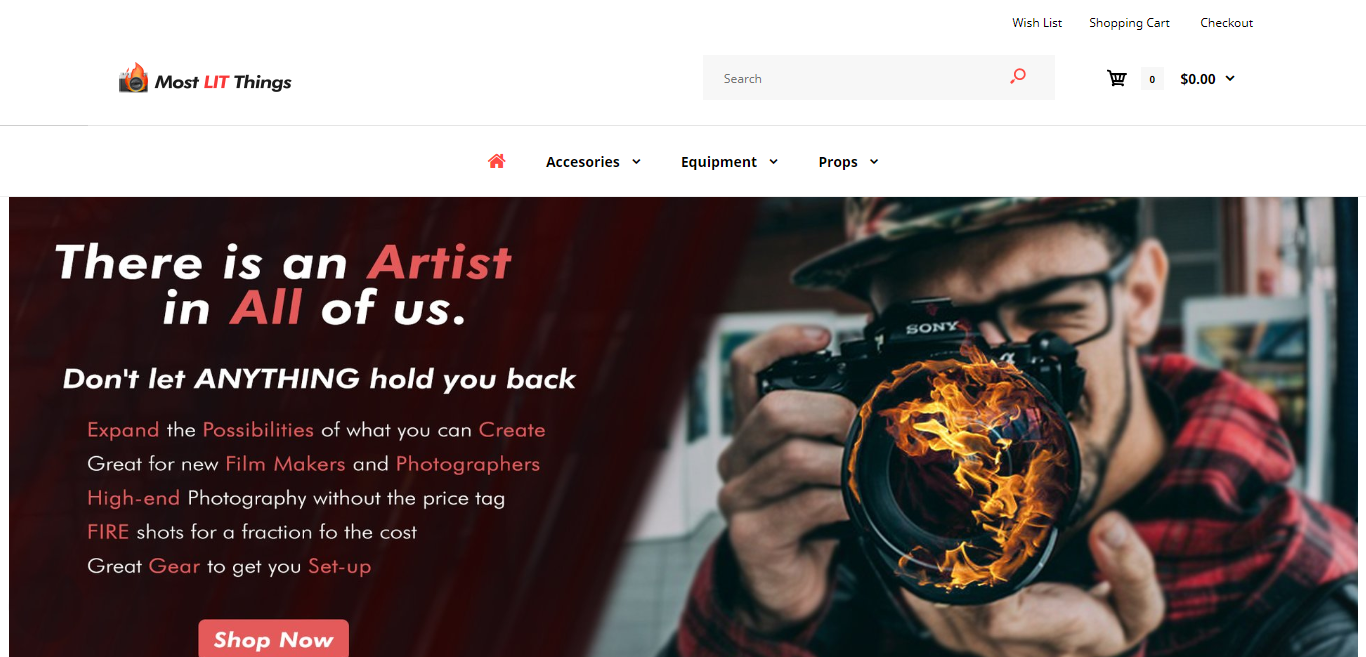 Wish List Shopping Cart Checkout
Most LIT Things
Search
0 $0.00
Accesories Equipment Props
There is an Artist
in All of us.
Don't let ANYTHING hold you back
Expand the Possibilities of what you can Create
Great for new Film Makers and Photographers
High-end Photography without the price tag
FIRE shots for a fraction fo the cost
Great Gear to get you Set-up
Shop Now
SONY
α